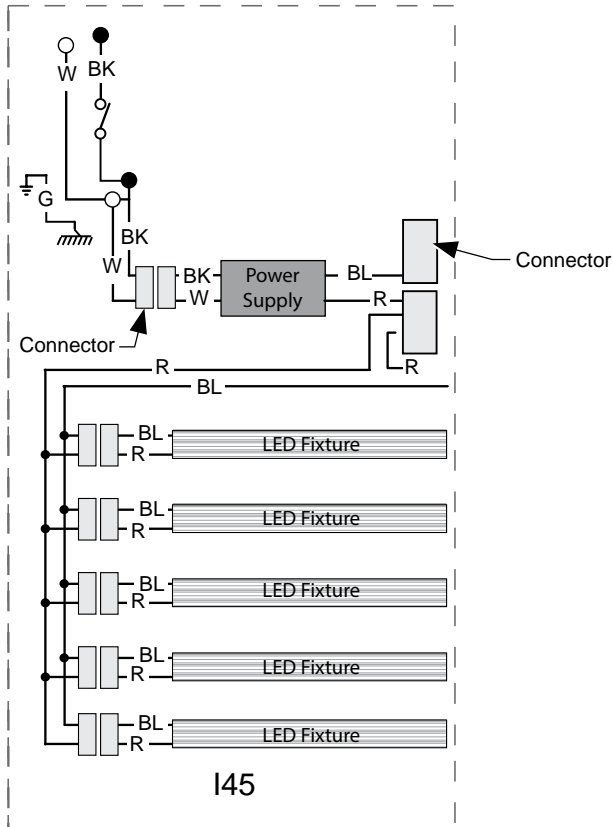 W
BK
G
BK
W
BK
W
Power
Supply
BL
R
R
Connector
Connector
R
BL
BL
R
LED Fixture
BL
R
LED Fixture
BL
R
LED Fixture
BL
R
LED Fixture
BL
R
LED Fixture
I45